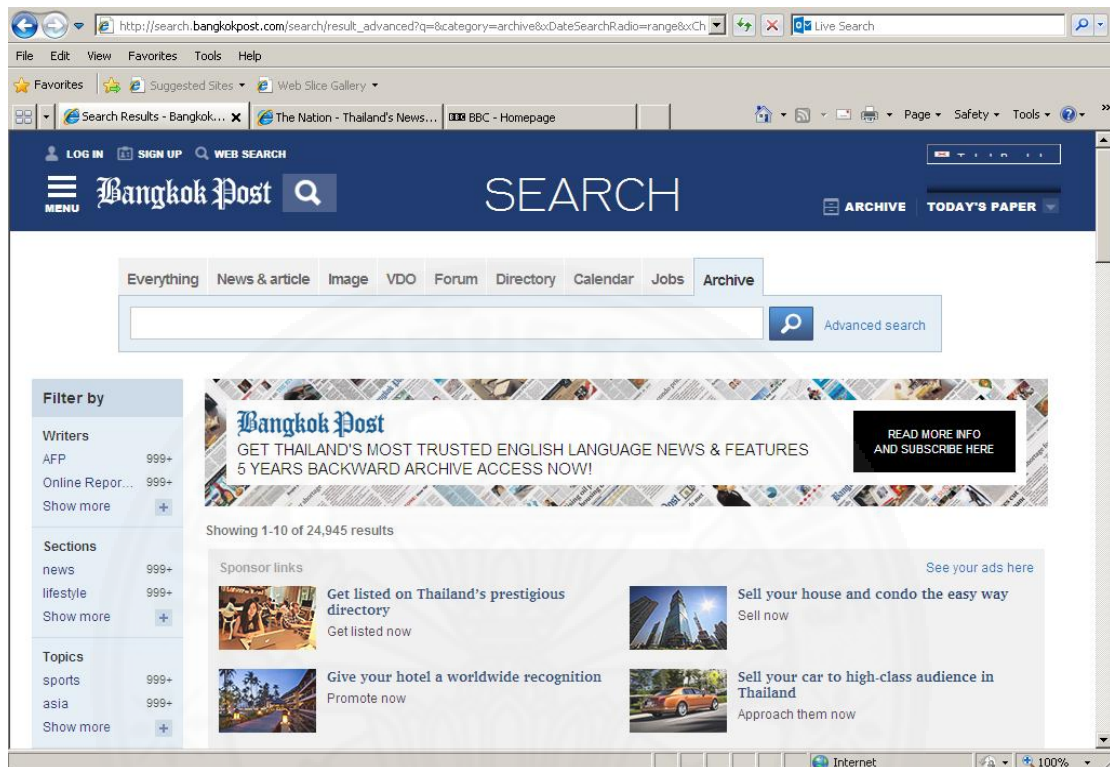 http://search.bangkokpost.com/search/result_advanced?q=&category=archive&xDateSearchRadio=range&xCh
Live Search
File Edit View Favorites Tools Help
Favorites Suggested Sites Web Slice Gallery
Search Results - Bangkok... The Nation - Thailand's News... BBC - Homepage Page Safety Tools
LOG IN SIGN UP WEB SEARCH
MENU Bangkok Post SEARCH ARCHIVE TODAY'S PAPER
Everything News & article Image VDO Forum Directory Calendar Jobs Archive
Advanced search
Filter by
Writers
AFP 999+
Online Repor... 999+
Show more +
Sections
news 999+
lifestyle 999+
Show more +
Topics
sports 999+
asia 999+
Show more +
Bangkok Post
GET THAILAND'S MOST TRUSTED ENGLISH LANGUAGE NEWS & FEATURES
5 YEARS BACKWARD ARCHIVE ACCESS NOW!
READ MORE INFO
AND SUBSCRIBE HERE
Showing 1-10 of 24,945 results
Sponsor links See your ads here
Get listed on Thailand's prestigious
directory
Get listed now
Sell your house and condo the easy way
Sell now
Give your hotel a worldwide recognition
Promote now
Sell your car to high-class audience in
Thailand
Approach them now
Internet 100%